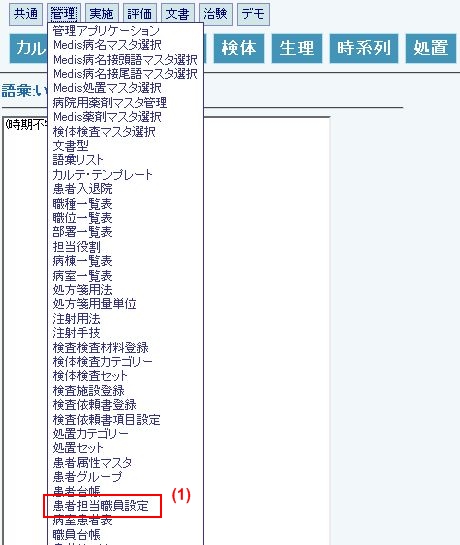 共通 管理 実施 評価 文書 治験 デモ
管理アプリケーション
Medis病名マスタ選択
カル 検体 生理 時系列 処置
Medis病名接頭語マスタ選択
Medis病名接尾語マスタ選択
Medis処置マスタ選択
語彙:い
病院用薬剤マスタ管理
Medis薬剤マスタ選択
(時期不
検体検査マスタ選択
文書型
語彙リスト
カルテ・テンプレート
患者入退院
職種一覧表
職位一覧表
部署一覧表
担当役割
病棟一覧表
病室一覧表
処方箋用法
処方箋用量単位
注射用法
注射手技
検査検査材料登録
検体検査カテゴリー
検体検査セット
検査施設登録
検査依頼書登録
検査依頼書項目設定
処置カテゴリー
処置セット
患者属性マスタ
患者グループ
患者台帳
(1)
患者担当職員設定
病室患者表
職員台帳